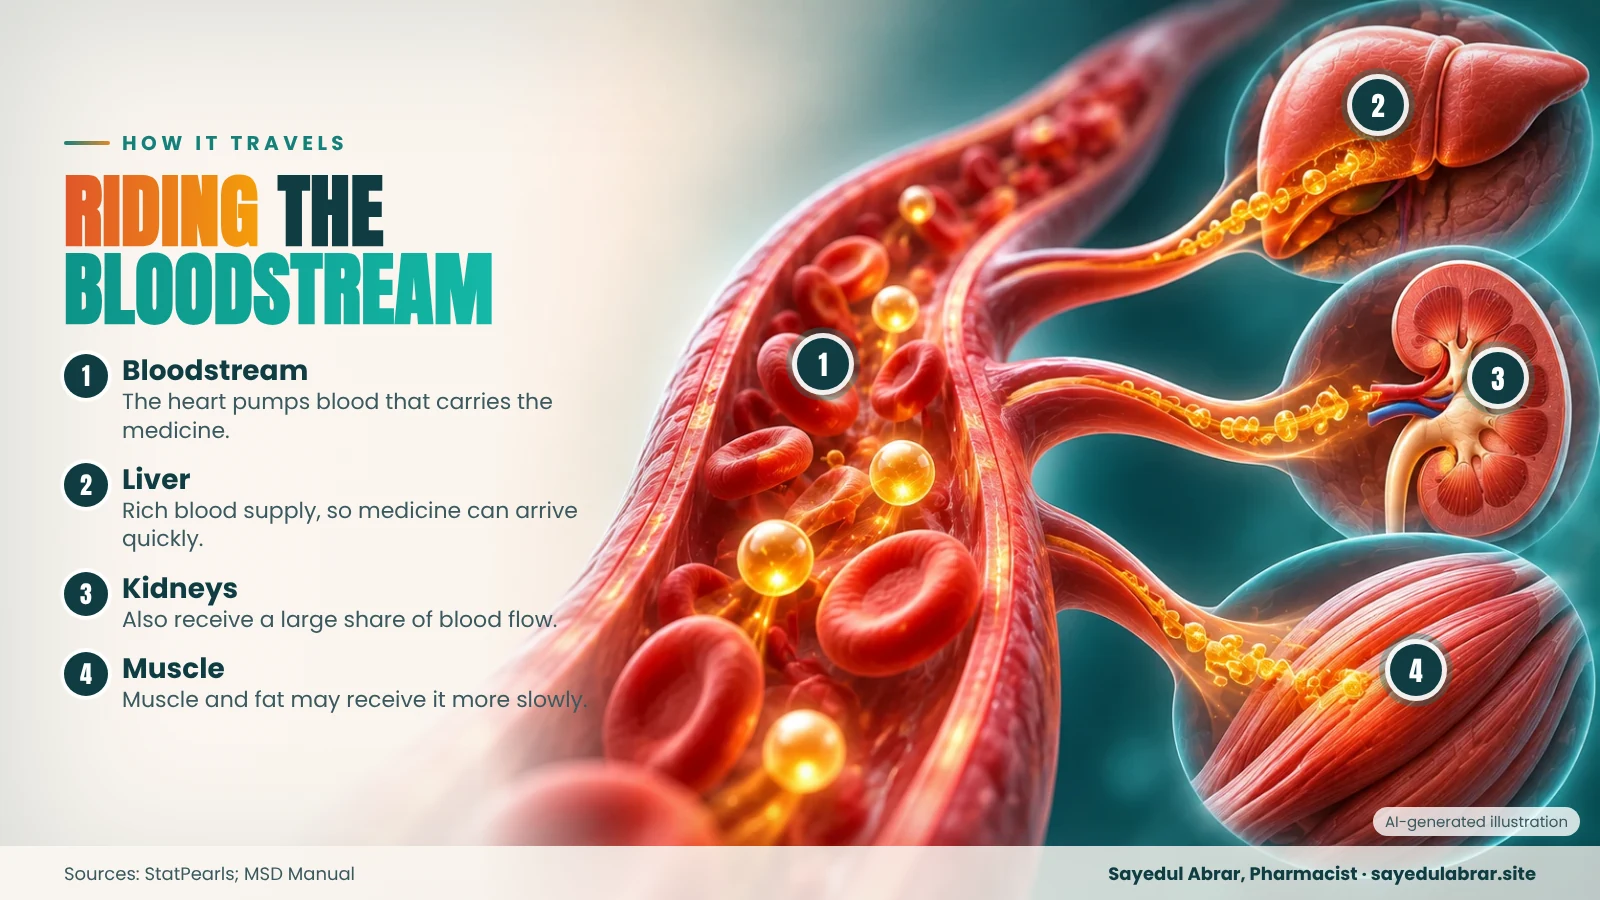 HOW IT TRAVELS
RIDING THE
BLOODSTREAM
1 Bloodstream
The heart pumps blood that carries the
medicine.
2 Liver
Rich blood supply, so medicine can arrive
quickly.
3 Kidneys
Also receive a large share of blood flow.
4 Muscle
Muscle and fat may receive it more slowly.
1
2
3
4
AI-generated illustration
Sources: StatPearls; MSD Manual
Sayedul Abrar, Pharmacist · sayedulabrar.site